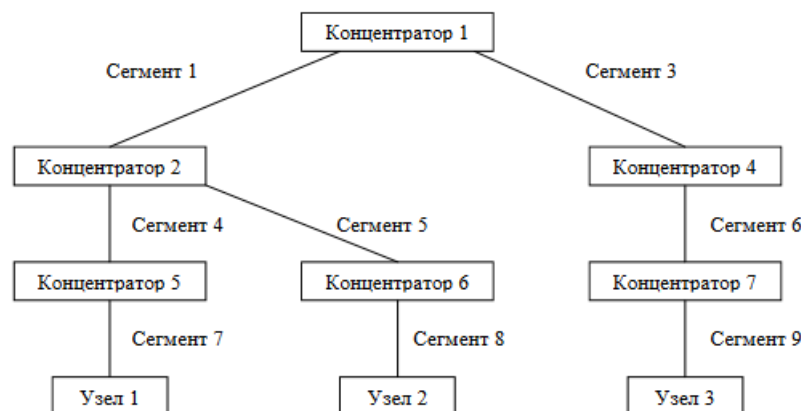 Концентратор 1
Сегмент 1
Сегмент 3
Концентратор 2
Концентратор 4
Сегмент 4
Сегмент 5
Сегмент 6
Концентратор 5
Концентратор 6
Концентратор 7
Сегмент 7
Сегмент 8
Сегмент 9
Узел 1
Узел 2
Узел 3